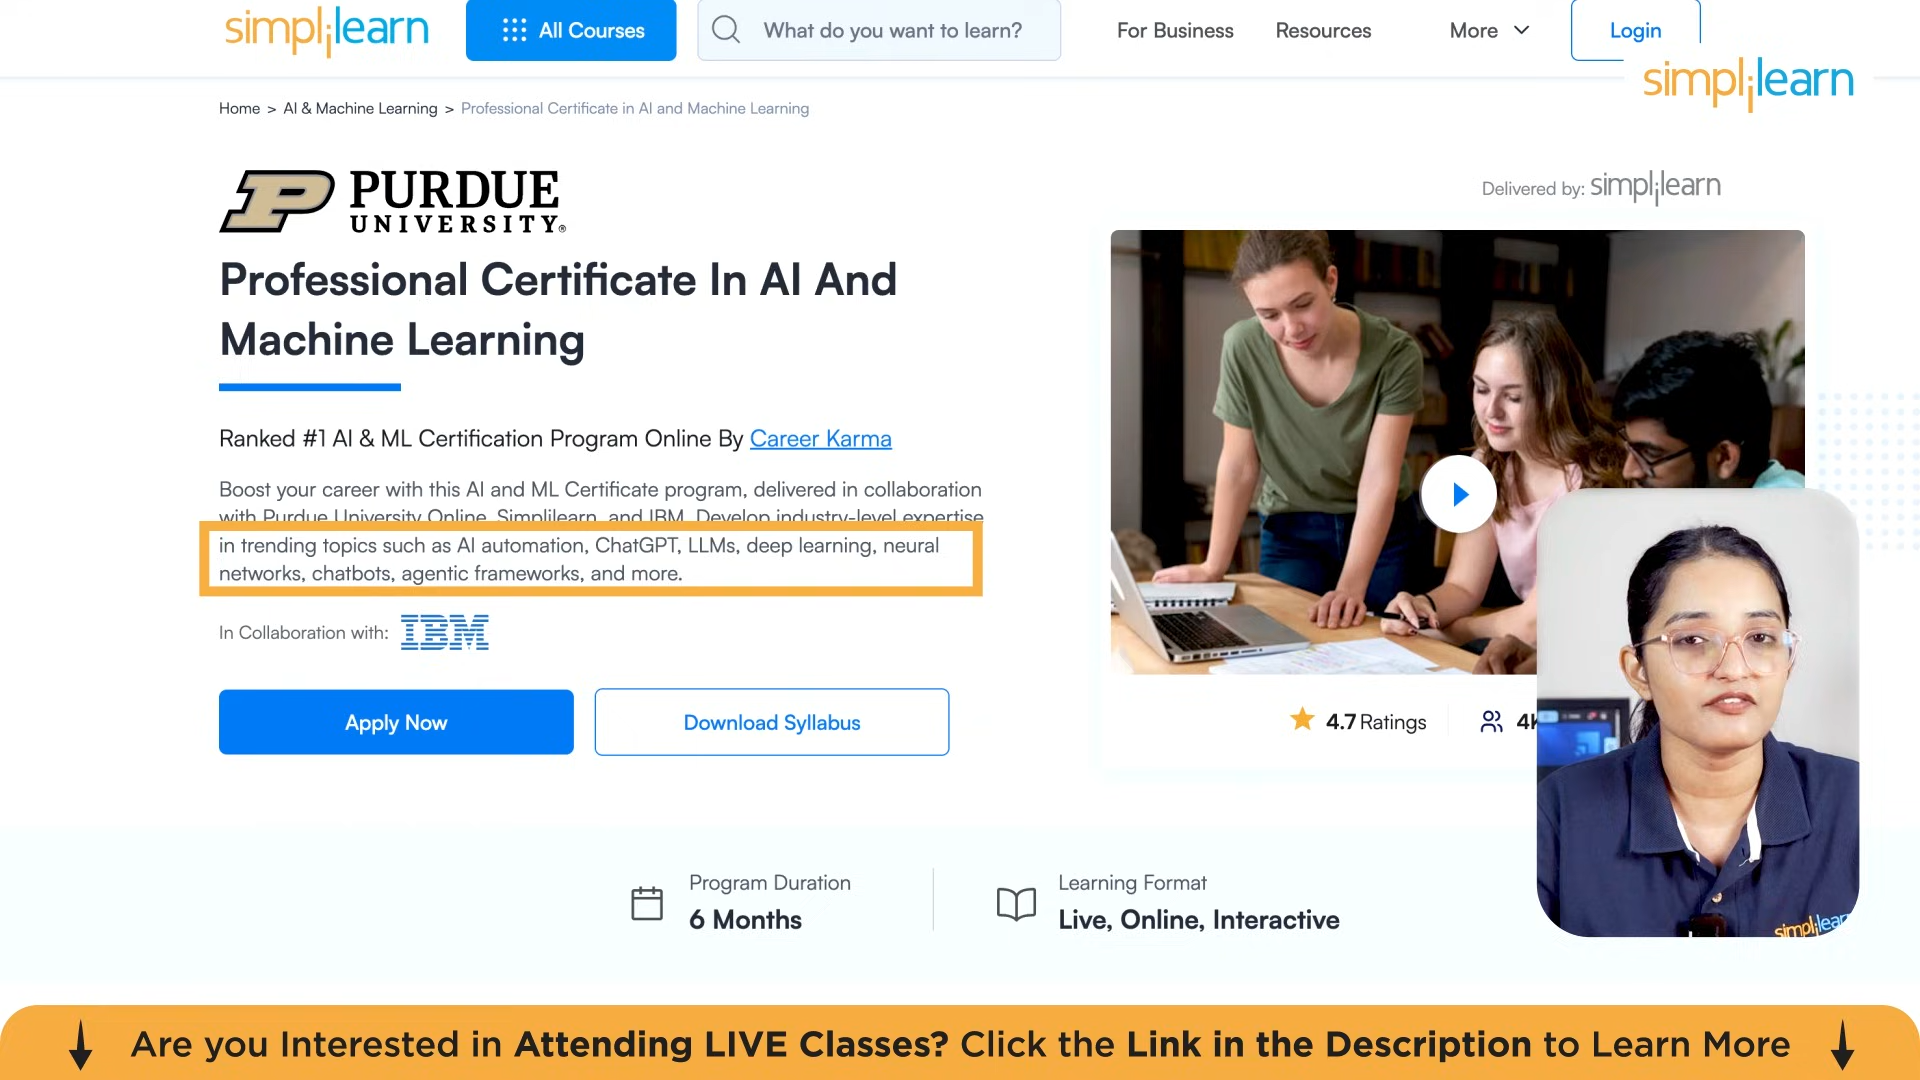 simplilearn
All Courses
What do you want to learn?
For Business
Resources
More
Login
simplilearn
Home > AI & Machine Learning > Professional Certificate in AI and Machine Learning
PURDUE
UNIVERSITY®
Delivered by: simplilearn
Professional Certificate In AI And
Machine Learning
Ranked #1 AI & ML Certification Program Online By Career Karma
Boost your career with this AI and ML Certificate program, delivered in collaboration
with Purdue University Online, Simplilearn, and IBM. Develop industry-level expertise
in trending topics such as AI automation, ChatGPT, LLMs, deep learning, neural
networks, chatbots, agentic frameworks, and more.
In Collaboration with: IBM
Apply Now
Download Syllabus
4.7 Ratings
4K
Program Duration
6 Months
Learning Format
Live, Online, Interactive
simplilearn
Are you Interested in Attending LIVE Classes? Click the Link in the Description to Learn More